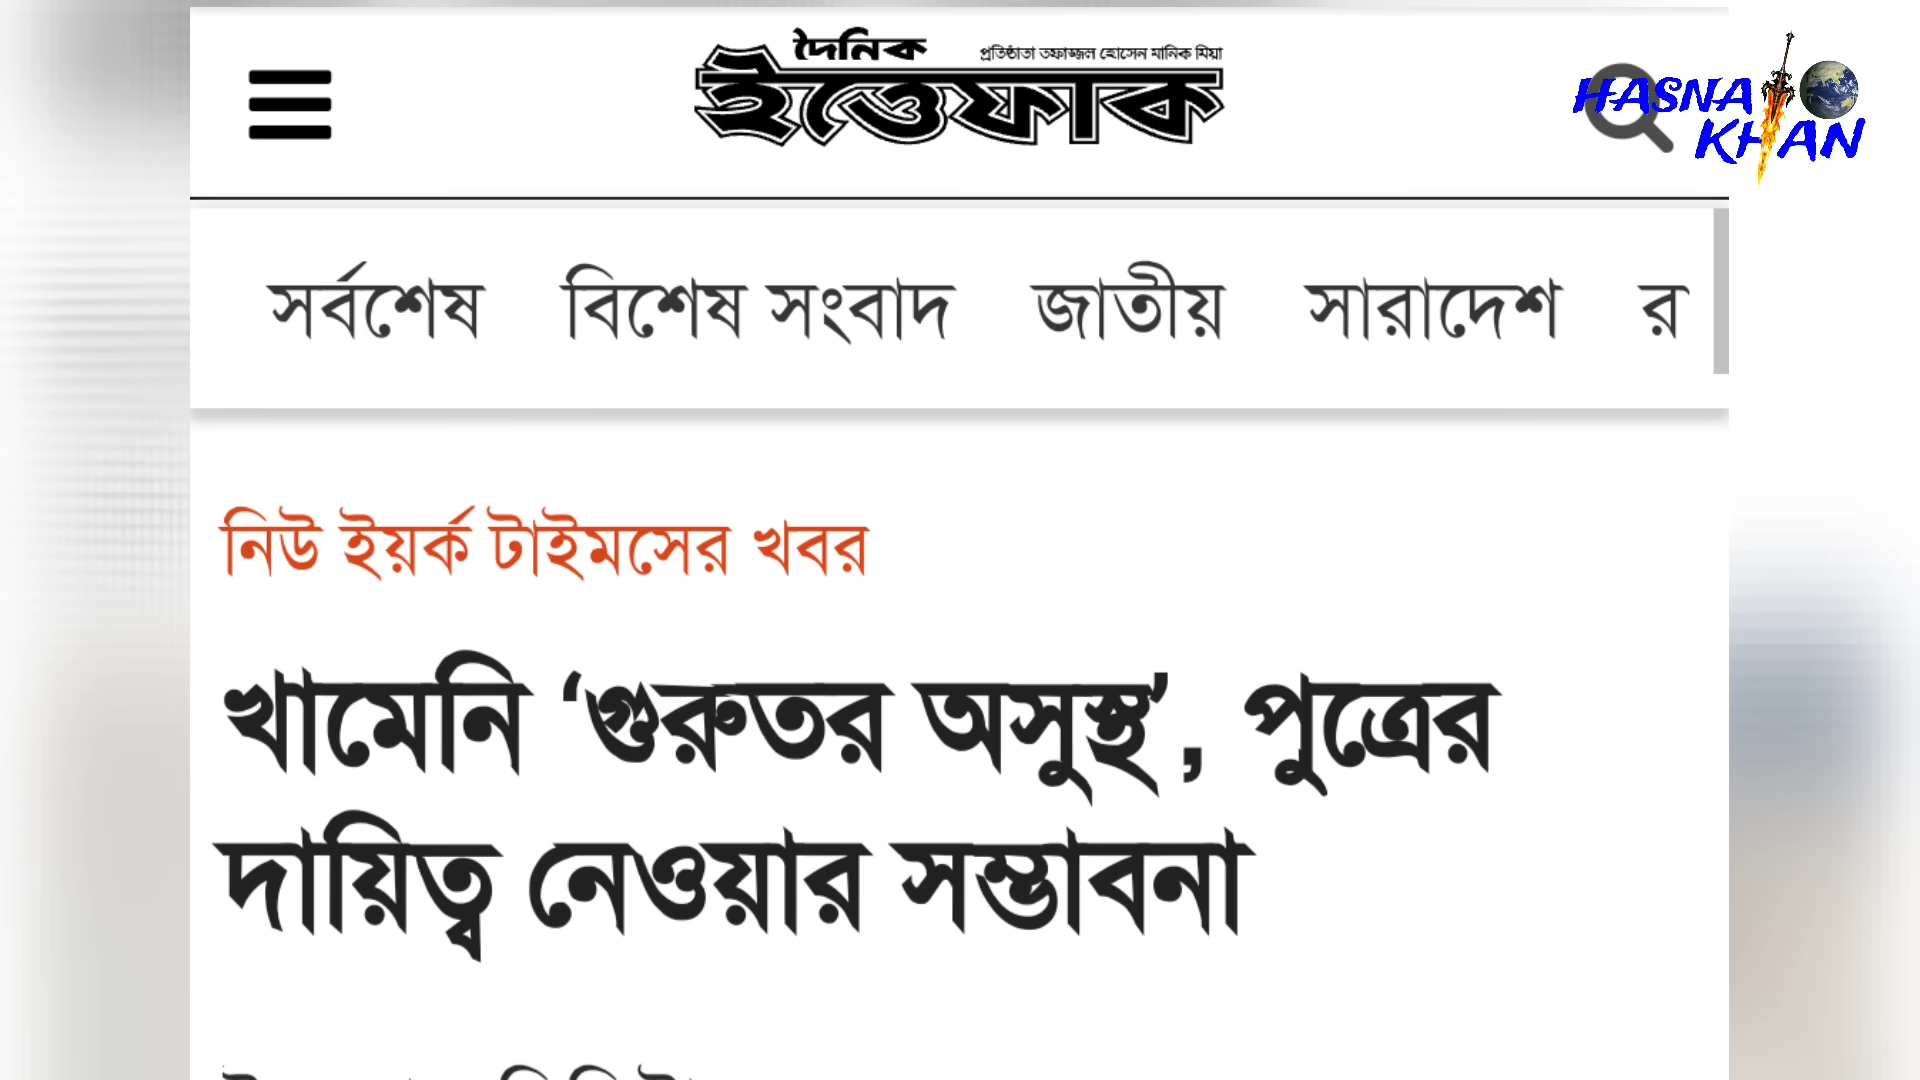 দৈনিক
প্রতিষ্ঠাতা তফাজ্জল হোসেন মানিক মিয়া
ইত্তেফাক
HASNA
KHAN
সর্বশেষ বিশেষ সংবাদ জাতীয় সারাদেশ র
নিউ ইয়র্ক টাইমসের খবর
খামেনি ‘গুরুতর অসুস্থ’, পুত্রের
দায়িত্ব নেওয়ার সম্ভাবনা